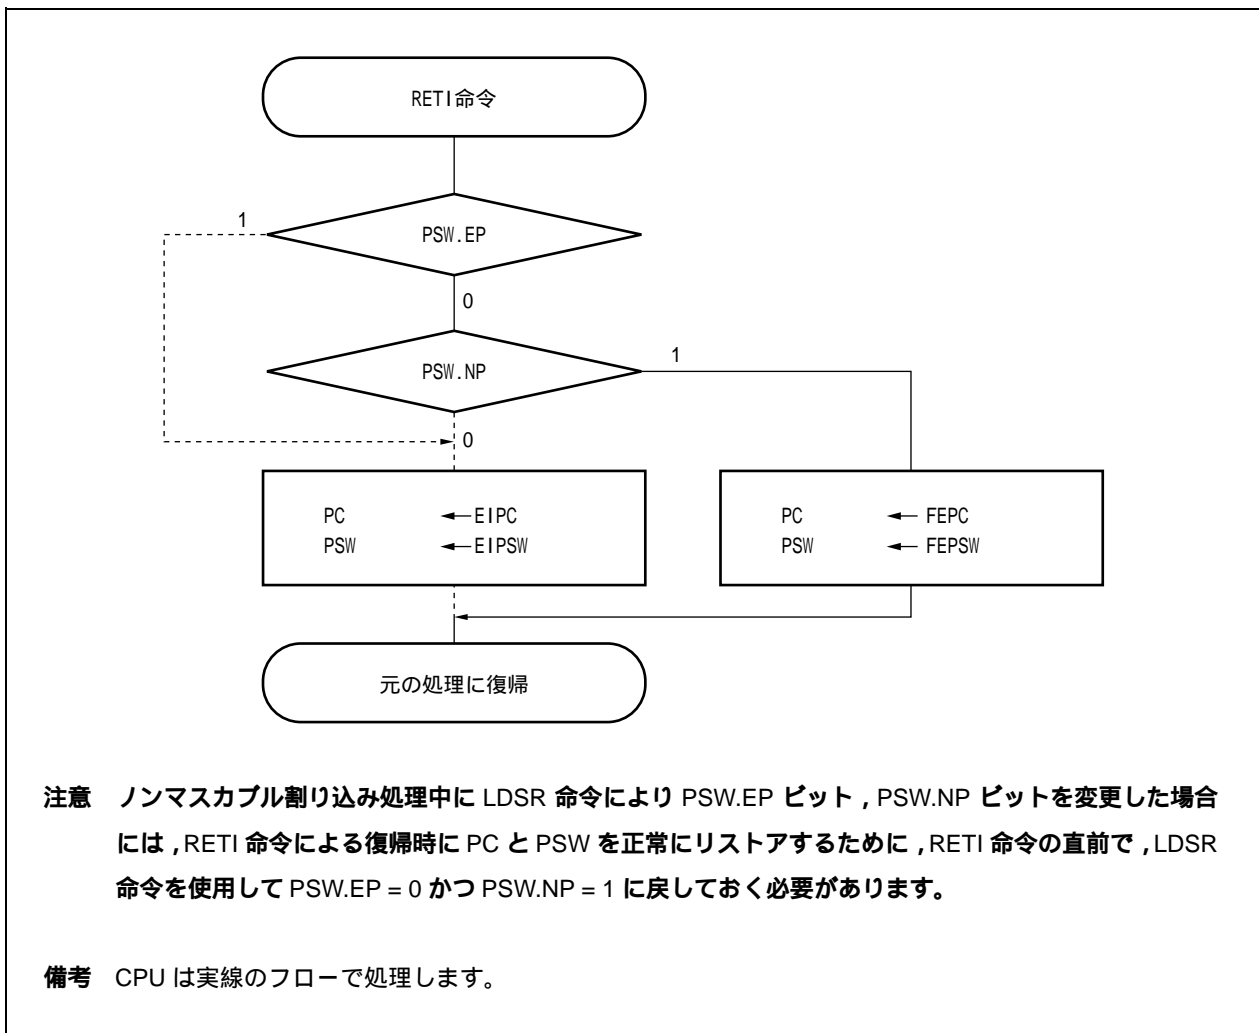 RETI命令
1
PSW.EP
0
PSW.NP
1
0
PC ← EIPC
PSW ← EIPSW
PC ← FEPC
PSW ← FEPSW
元の処理に復帰
注意 ノンマスカブル割り込み処理中に LDSR 命令により PSW.EP ビット，PSW.NP ビットを変更した場合
には，RETI 命令による復帰時に PC と PSW を正常にリストアするために，RETI 命令の直前で，LDSR
命令を使用して PSW.EP = 0 かつ PSW.NP = 1 に戻しておく必要があります。
備考 CPU は実線のフローで処理します。